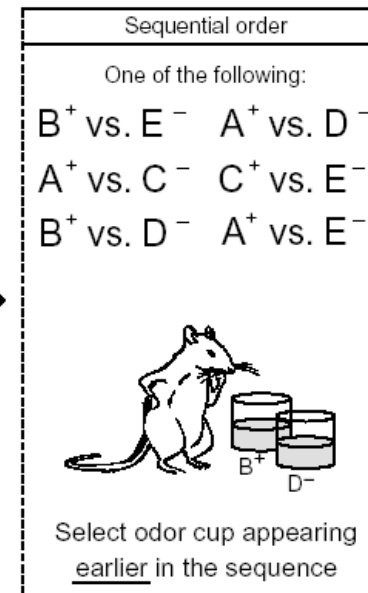 Sequential order
One of the following:
B⁺ vs. E⁻ A⁺ vs. D⁻
A⁺ vs. C⁻ C⁺ vs. E⁻
B⁺ vs. D⁻ A⁺ vs. E⁻
B⁺
D⁻
Select odor cup appearing
earlier in the sequence